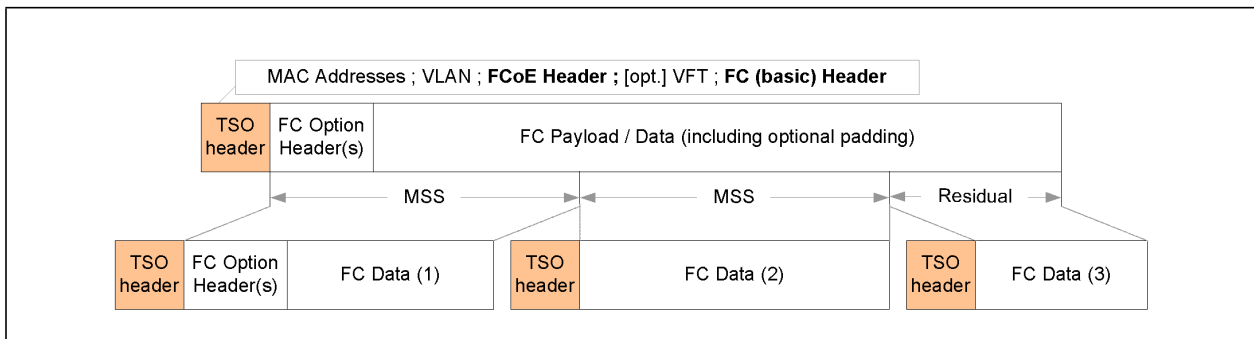 MAC Addresses ; VLAN ; FCoE Header ; [opt.] VFT ; FC (basic) Header
TSO header
FC Option Header(s)
FC Payload / Data (including optional padding)
MSS
MSS
Residual
TSO header
FC Option Header(s)
FC Data (1)
TSO header
FC Data (2)
TSO header
FC Data (3)